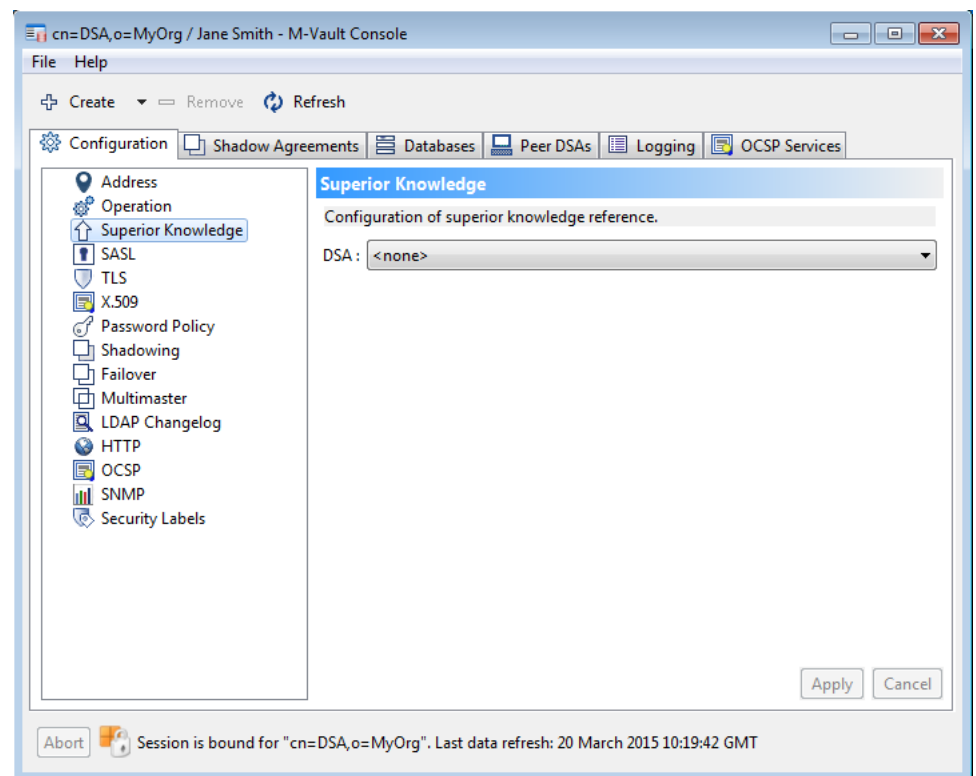 cn=DSA,o=MyOrg / Jane Smith - M-Vault Console
File Help
Create Remove Refresh
Configuration Shadow Agreements Databases Peer DSAs Logging OCSP Services
Address
Operation
Superior Knowledge
SASL
TLS
X.509
Password Policy
Shadowing
Failover
Multimaster
LDAP Changelog
HTTP
OCSP
SNMP
Security Labels
Superior Knowledge
Configuration of superior knowledge reference.
DSA : <none>
Apply Cancel
Abort Session is bound for "cn=DSA,o=MyOrg". Last data refresh: 20 March 2015 10:19:42 GMT